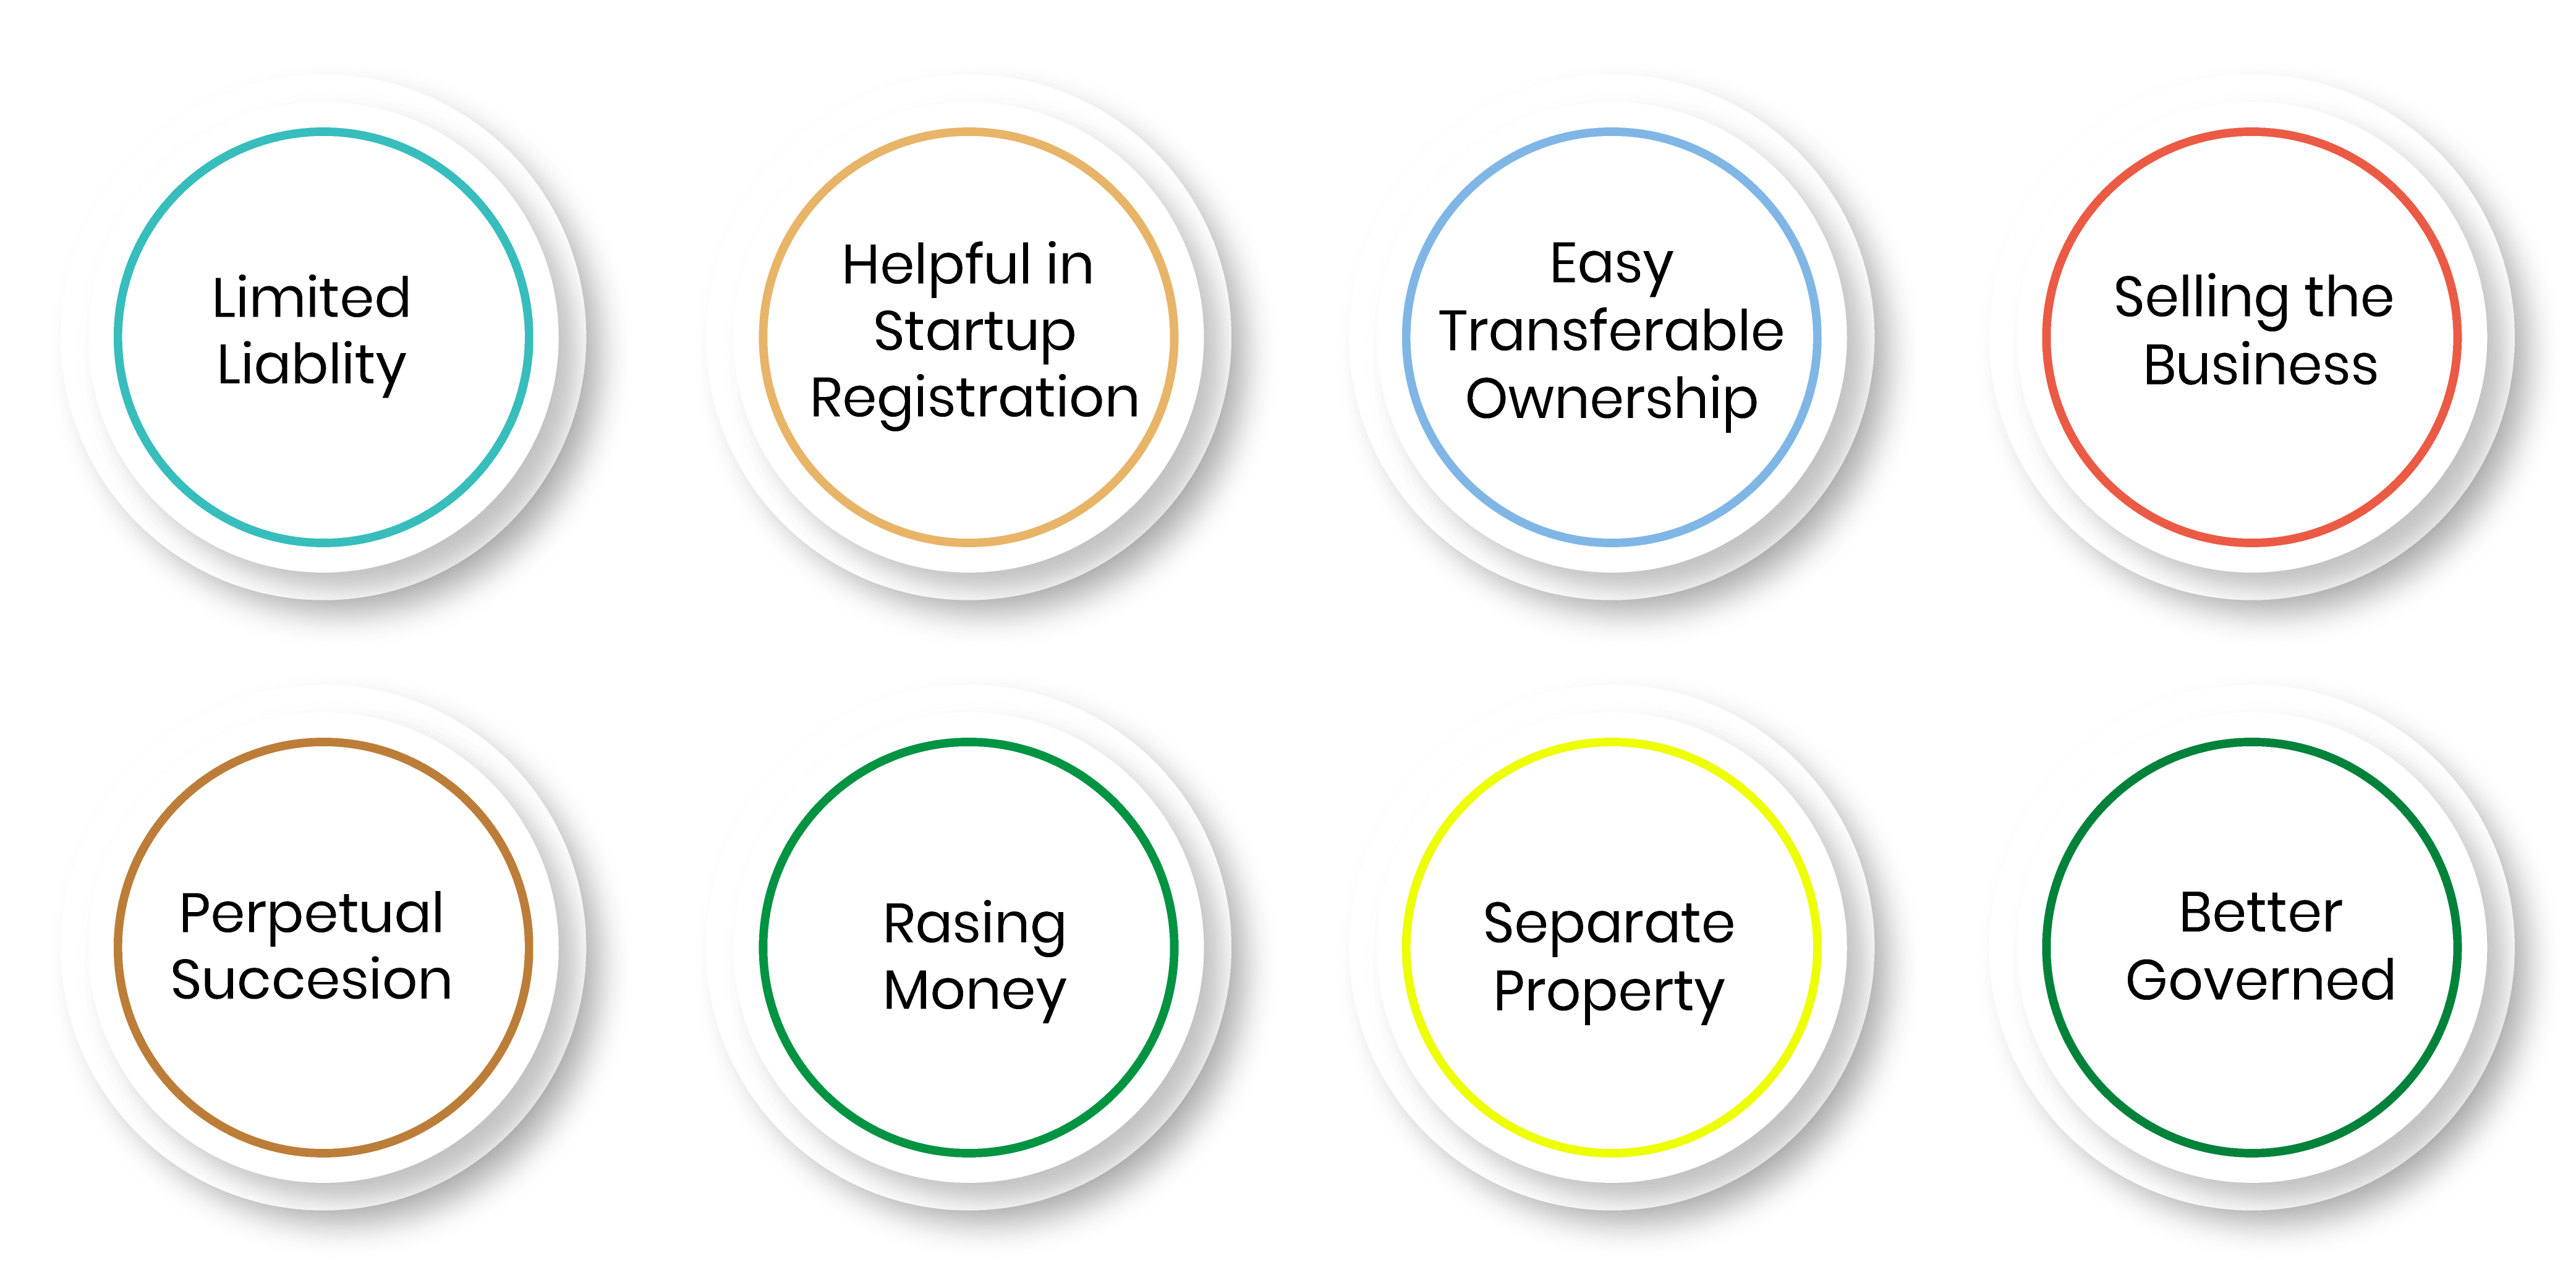 Limited
Liablity
Helpful in
Startup
Registration
Easy
Transferable
Ownership
Selling the
Business
Perpetual
Succesion
Rasing
Money
Separate
Property
Better
Governed